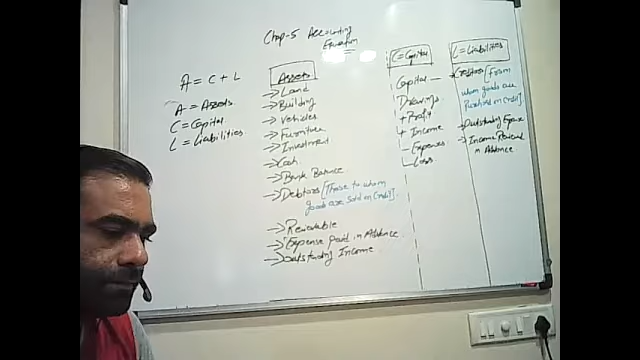 Chap-5 Accounting
Equation
A = C + L
A = Assets
C = Capital
L = Liabilities
Assets
→ Land
→ Building
→ Vehicles
→ Furniture
→ Investment
→ Cash
→ Bank Balance
→ Debtors [Those to whom
goods are sold on Credit].
→ Receivable
→ Expense Paid in Advance
→ Outstanding Income
C = Capital
Capital
Drawings
+ Profit
+ Income
- Expenses
- Loss
L = Liabilities
→ Creditors [From
whom goods are
Purchased on Credit]
→ Outstanding Expense
→ Income Received
in Advance